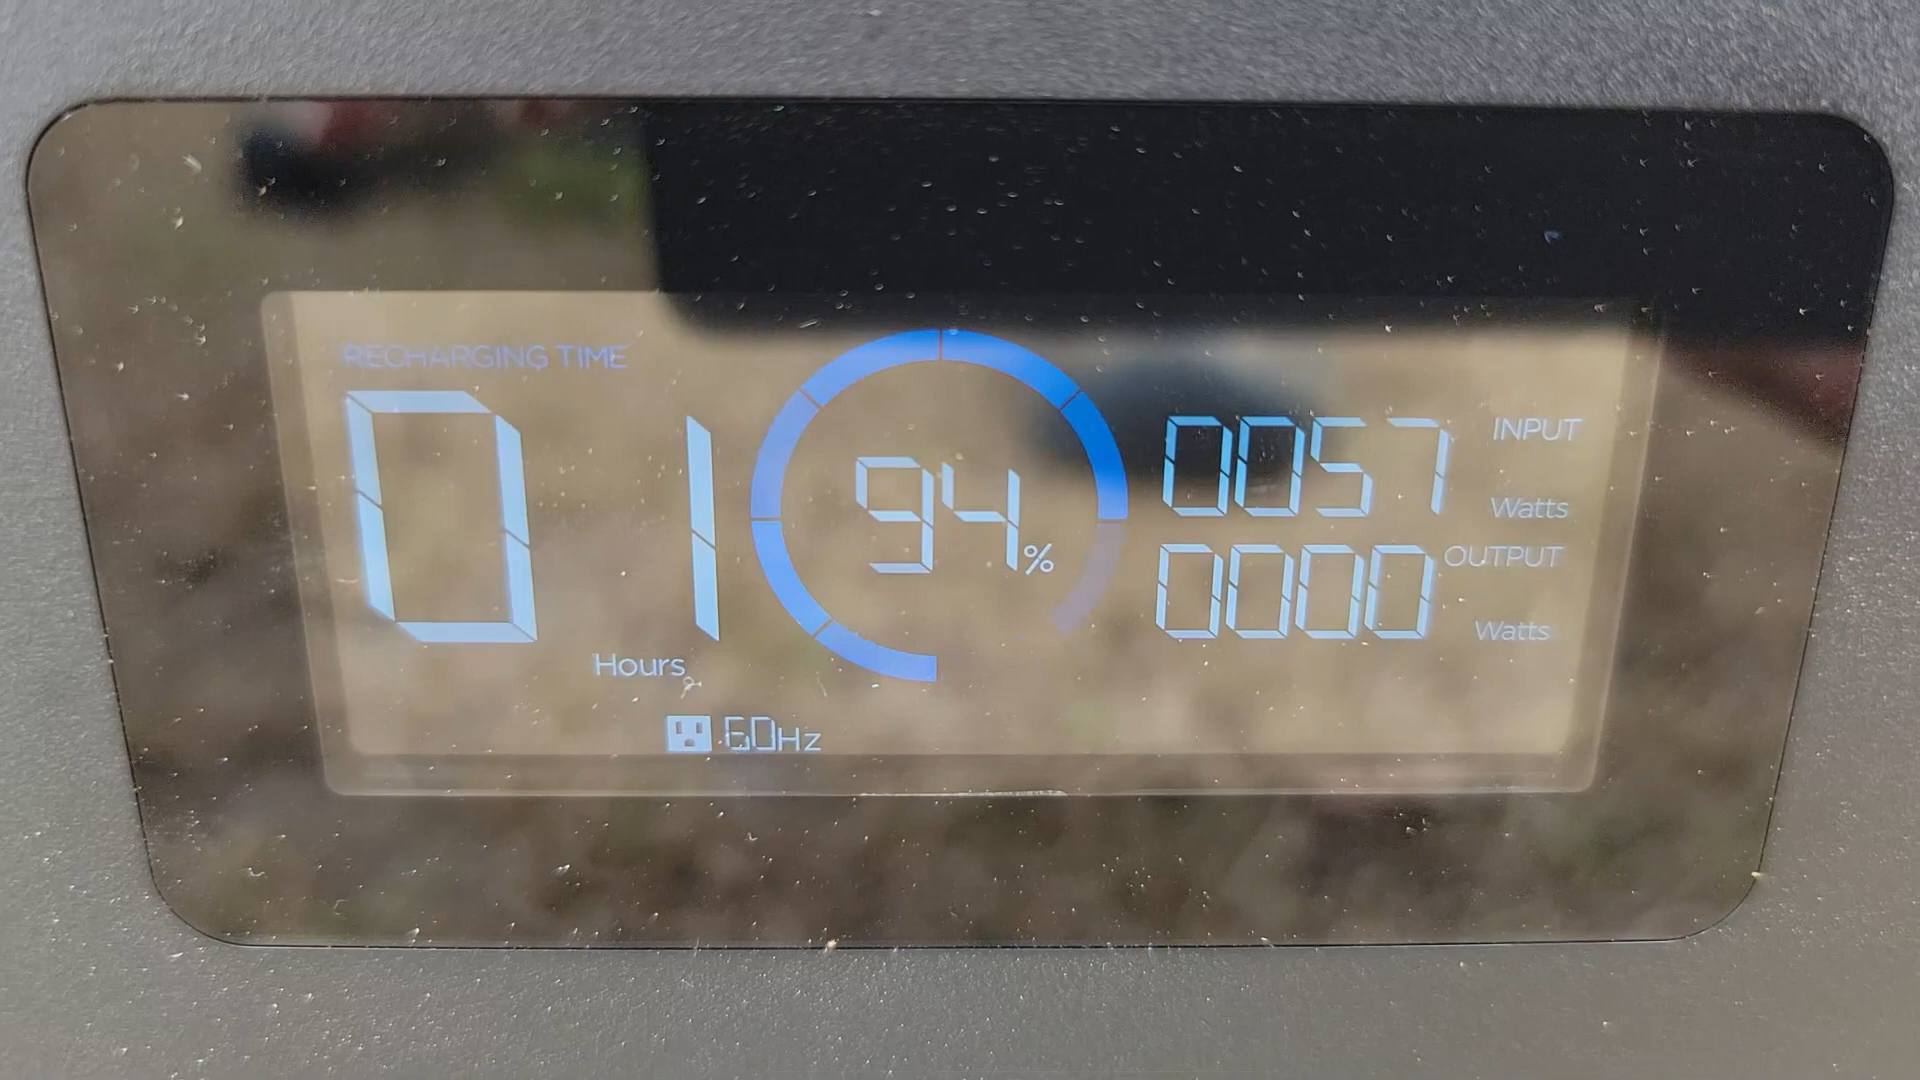 RECHARGING TIME
01
Hours
94%
0057 INPUT
Watts
0000 OUTPUT
Watts
60Hz